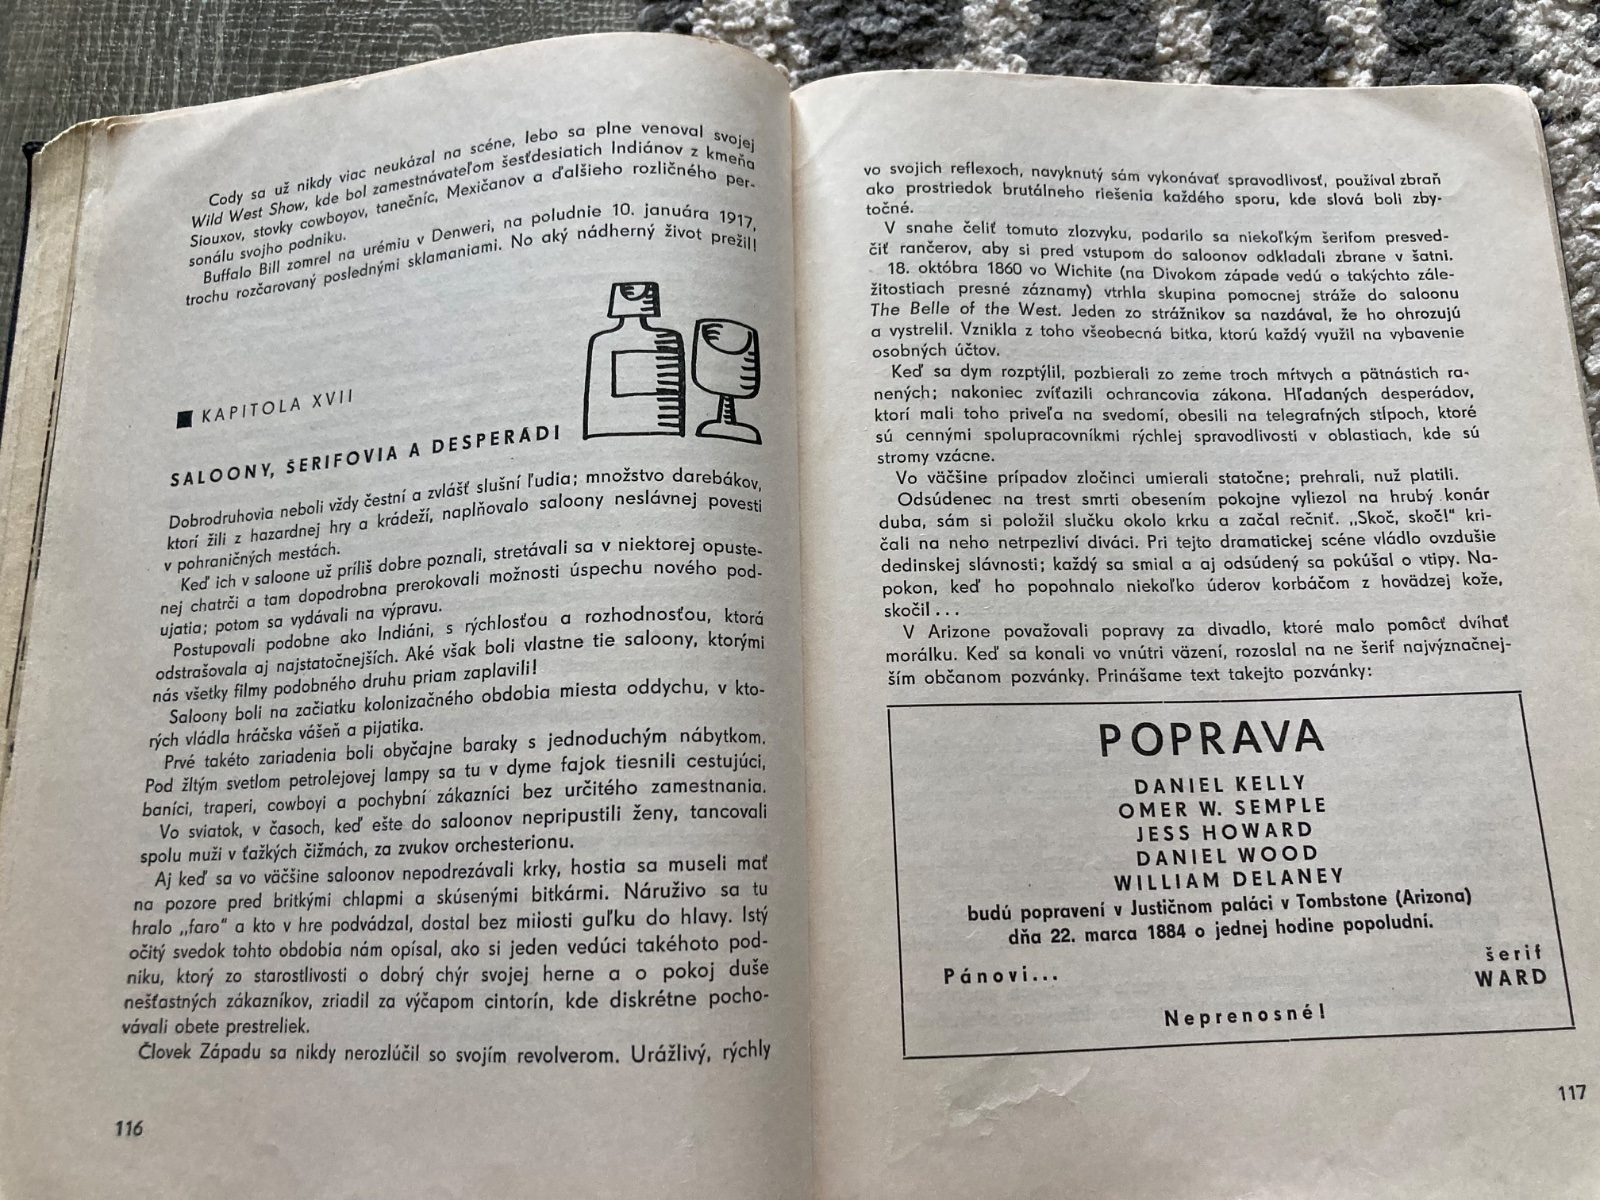 Cody sa už nikdy viac neukázal na scéne, lebo sa plne venoval svojej
Wild West Show, kde bol zamestnávateľom šesťdesiatich Indiánov z kmeňa
Siouxov, stovky cowboyov, tanečníc, Mexičanov a ďalšieho rozličného per-
sonálu svojho podniku.
Buffalo Bill zomrel na urémiu v Denweri, na poludnie 10. januára 1917,
trochu rozčarovaný poslednými sklamaniami. No aký nádherný život prežil!
KAPITOLA XVII
SALOONY, ŠERIFOVIA A DESPERÁDI
Dobrodruhovia neboli vždy čestní a zvlášť slušní ľudia; množstvo darebákov,
ktorí žili z hazardnej hry a krádeží, naplňovalo saloony neslávnej povesti
v pohraničných mestách.
Keď ich v saloone už príliš dobre poznali, stretávali sa v niektorej opuste-
nej chatrči a tam dopodrobna prerokovali možnosti úspechu nového pod-
ujatia; potom sa vydávali na výpravu.
Postupovali podobne ako Indiáni, s rýchlosťou a rozhodnosťou, ktorá
odstrašovala aj najstatočnejších. Aké však boli vlastne tie saloony, ktorými
nás všetky filmy podobného druhu priam zaplavili!
Saloony boli na začiatku kolonizačného obdobia miesta oddychu, v kto-
rých vládla hráčska vášeň a pijatika.
Prvé takéto zariadenia boli obyčajne baraky s jednoduchým nábytkom.
Pod žltým svetlom petrolejovej lampy sa tu v dyme fajok tiesnili cestujúci,
baníci, traperi, cowboyi a pochybní zákazníci bez určitého zamestnania.
Vo sviatok, v časoch, keď ešte do saloonov nepripustili ženy, tancovali
spolu muži v ťažkých čižmách, za zvukov orchesterionu.
Aj keď sa vo väčšine saloonov nepodrezávali krky, hostia sa museli mať
na pozore pred britkými chlapmi a skúsenými bitkármi. Náruživo sa tu
hralo „faro“ a kto v hre podvádzal, dostal bez milosti guľku do hlavy. Istý
očitý svedok tohto obdobia nám opísal, ako si jeden vedúci takéhoto pod-
niku, ktorý zo starostlivosti o dobrý chýr svojej herne a o pokoj duše
nešťastných zákazníkov, zriadil za výčapom cintorín, kde diskrétne pocho-
vávali obete prestreliek.
Človek Západu sa nikdy nerozlúčil so svojím revolverom. Urážlivý, rýchly
116
vo svojich reflexoch, navyknutý sám vykonávať spravodlivosť, používal zbraň
ako prostriedok brutálneho riešenia každého sporu, kde slová boli zby-
točné.
V snahe čeliť tomuto zlozvyku, podarilo sa niekoľkým šerifom presved-
čiť rančerov, aby si pred vstupom do saloonov odkladali zbrane v šatni.
18. októbra 1860 vo Wichite (na Divokom západe vedú o takýchto zále-
žitostiach presné záznamy) vtrhla skupina pomocnej stráže do saloonu
The Belle of the West. Jeden zo strážnikov sa nazdával, že ho ohrozujú
a vystrelil. Vznikla z toho všeobecná bitka, ktorú každý využil na vybavenie
osobných účtov.
Keď sa dym rozptýlil, pozbierali zo zeme troch mŕtvych a pätnástich ra-
nených; nakoniec zvíťazili ochrancovia zákona. Hľadaných desperádov,
ktorí mali toho priveľa na svedomí, obesili na telegrafných stĺpoch, ktoré
sú cennými spolupracovníkmi rýchlej spravodlivosti v oblastiach, kde sú
stromy vzácne.
Vo väčšine prípadov zločinci umierali statočne; prehrali, nuž platili.
Odsúdenec na trest smrti obesením pokojne vyliezol na hrubý konár
duba, sám si položil slučku okolo krku a začal rečniť. „Skoč, skoč!“ kri-
čali na neho netrpezliví diváci. Pri tejto dramatickej scéne vládlo ovzdušie
dedinskej slávnosti; každý sa smial a aj odsúdený sa pokúšal o vtipy. Na-
pokon, keď ho popohnalo niekoľko úderov korbáčom z hovädzej kože,
skočil...
V Arizone považovali popravy za divadlo, ktoré malo pomôcť dvíhať
morálku. Keď sa konali vo vnútri väzení, rozoslal na ne šerif najvýznačnej-
ším občanom pozvánky. Prinášame text takejto pozvánky:
POPRAVA
DANIEL KELLY
OMER W. SEMPLE
JESS HOWARD
DANIEL WOOD
WILLIAM DELANEY
budú popravení v Justičnom paláci v Tombstone (Arizona)
dňa 22. marca 1884 o jednej hodine popoludní.
Pánovi...
šerif
WARD
Neprenosné!
117